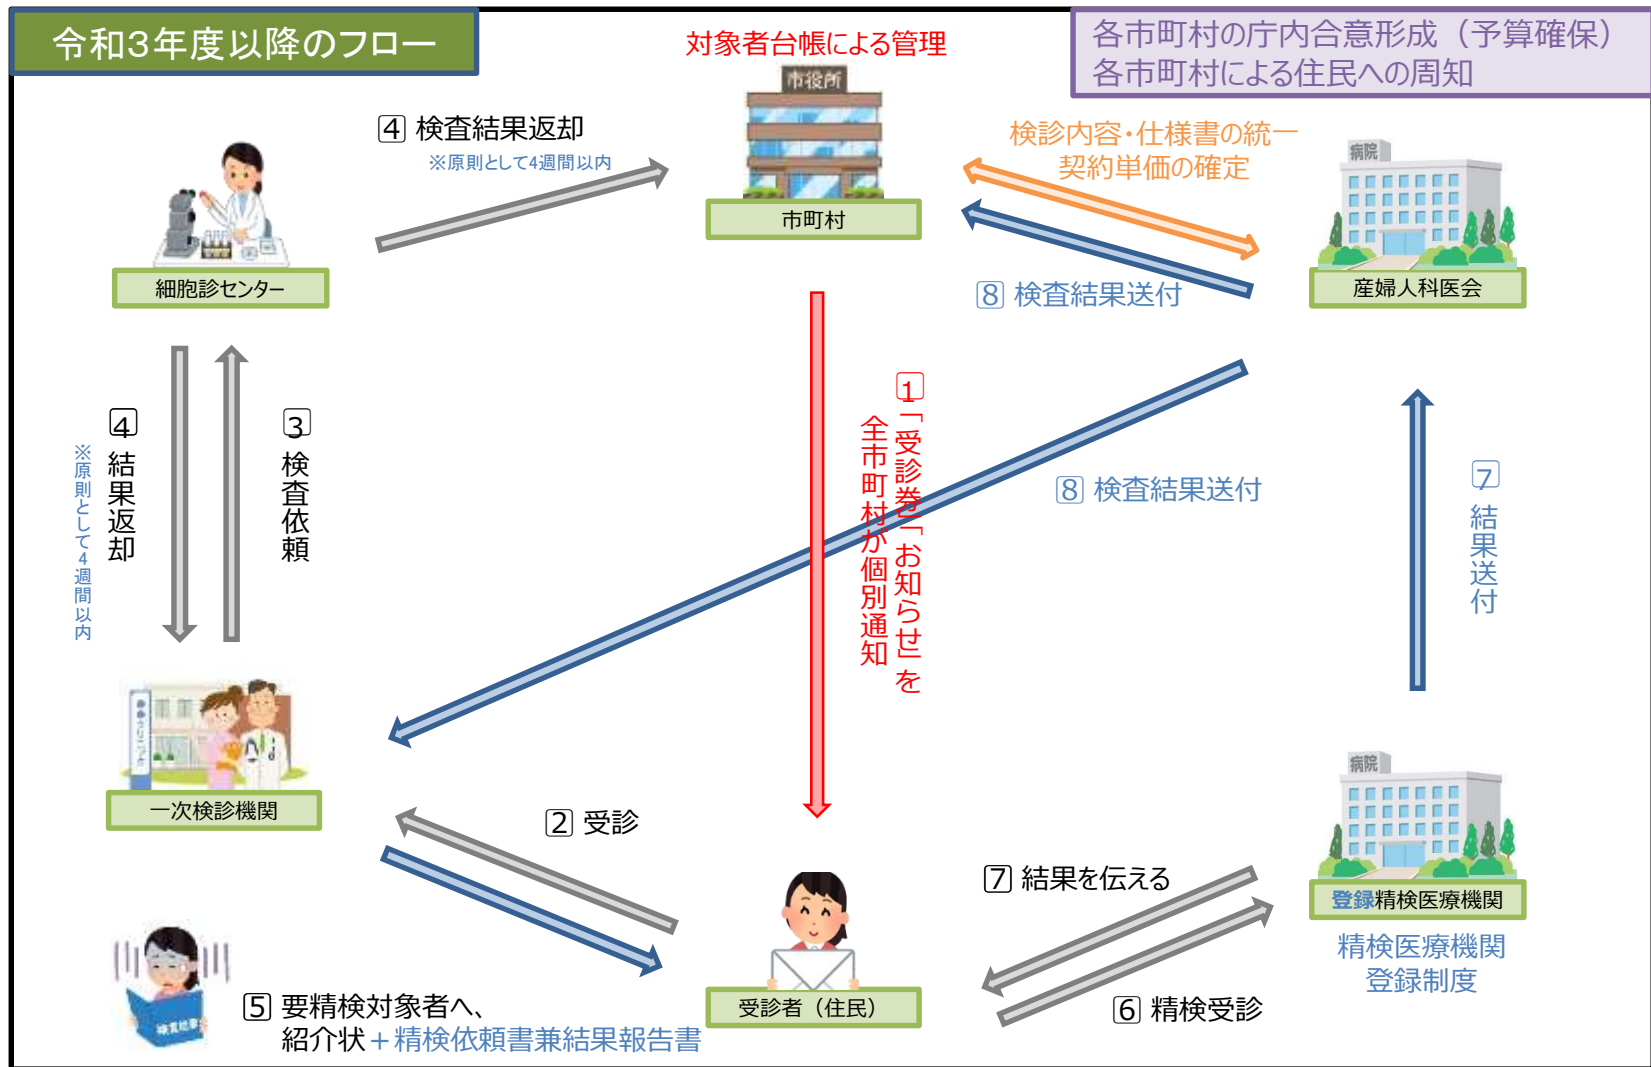 令和3年度以降のフロー
対象者台帳による管理
各市町村の庁内合意形成（予算確保）
各市町村による住民への周知
市役所
市町村
4 検査結果返却
※原則として4週間以内
細胞診センター
検診内容・仕様書の統一
契約単価の確定
病院
産婦人科医会
8 検査結果送付
4 結果返却
※原則として4週間以内
3 検査依頼
1「受診券」「お知らせ」を
全市町村が個別通知
8 検査結果送付
7 結果送付
一次検診機関
2 受診
病院
登録精検医療機関
精検医療機関
登録制度
7 結果を伝える
6 精検受診
受診者（住民）
検査結果
5 要精検対象者へ、
紹介状＋精検依頼書兼結果報告書